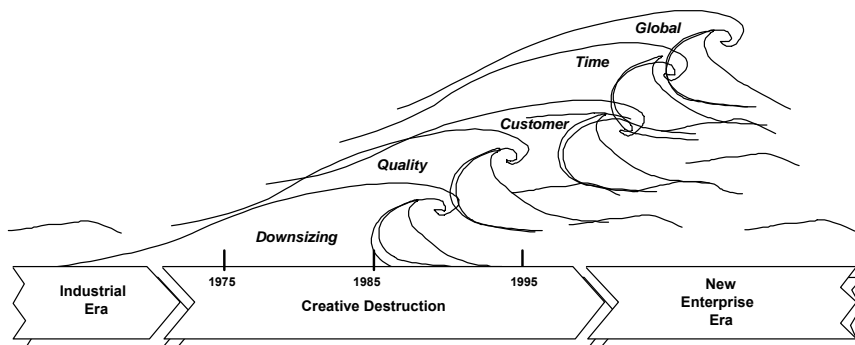 Global
Time
Customer
Quality
Downsizing
1975
1985
1995
Industrial
Era
Creative Destruction
New
Enterprise
Era